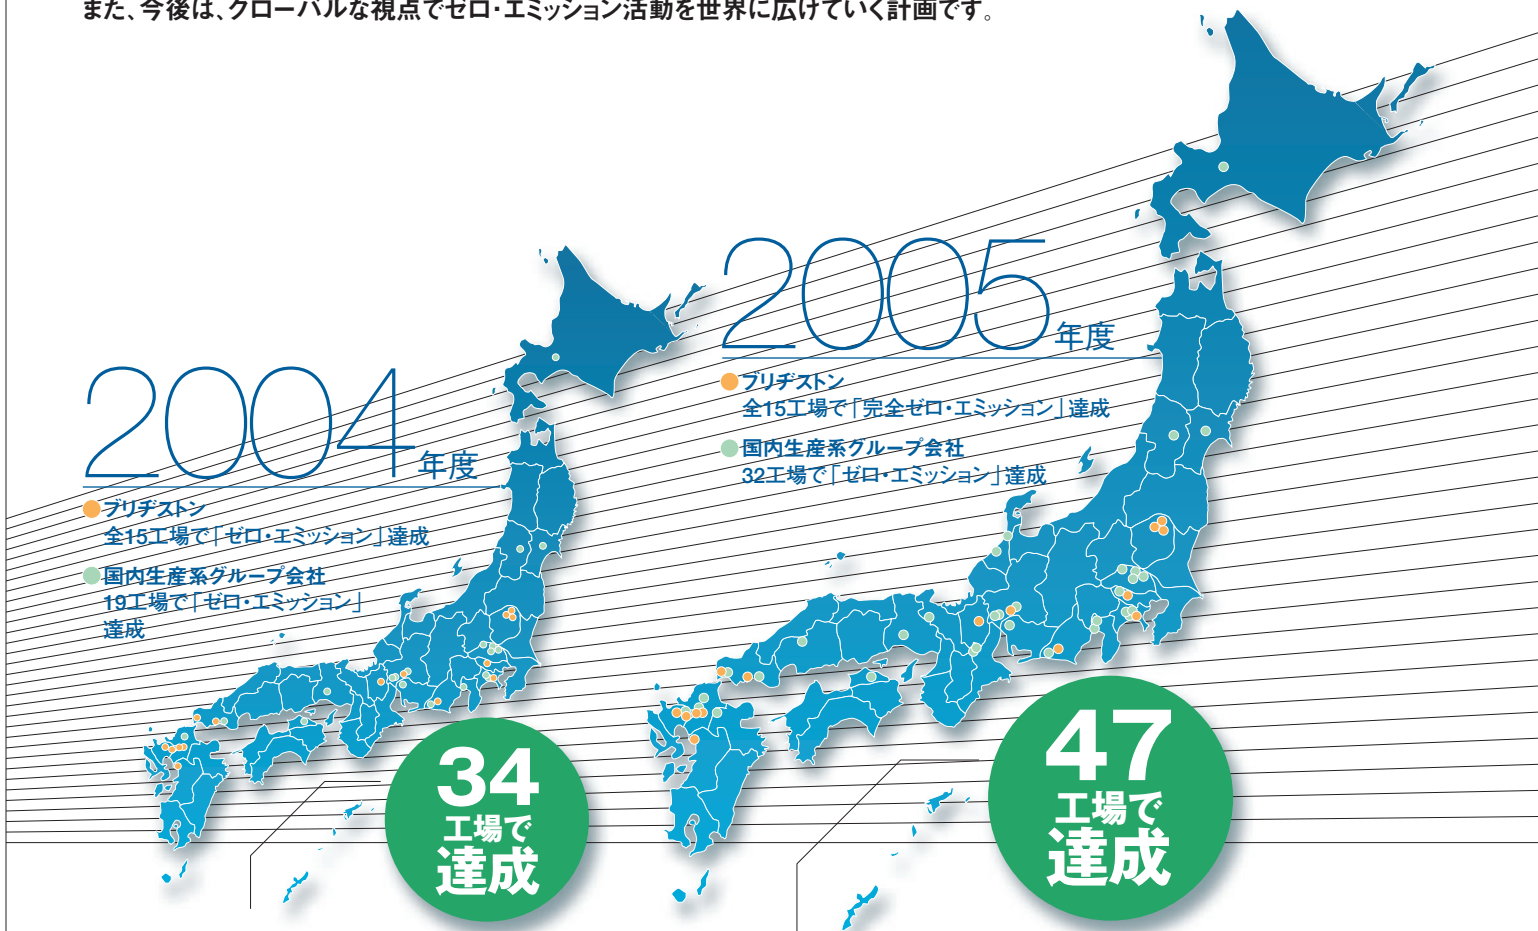 また、今後は、グローバルな視点でゼロ・エミッション活動を世界に広げていく計画です。
2004年度
ブリヂストン
全15工場で「ゼロ・エミッション」達成
国内生産系グループ会社
19工場で「ゼロ・エミッション」
達成
34
工場で
達成
2005年度
ブリヂストン
全15工場で「完全ゼロ・エミッション」達成
国内生産系グループ会社
32工場で「ゼロ・エミッション」達成
47
工場で
達成